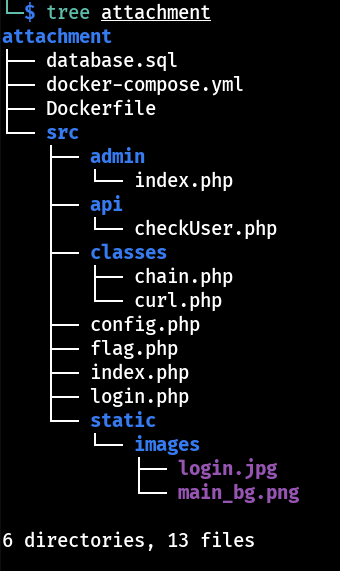 └─$ tree attachment
attachment
├── database.sql
├── docker-compose.yml
├── Dockerfile
└── src
    ├── admin
    │   └── index.php
    ├── api
    │   └── checkUser.php
    ├── classes
    │   ├── chain.php
    │   └── curl.php
    ├── config.php
    ├── flag.php
    ├── index.php
    ├── login.php
    └── static
        └── images
            ├── login.jpg
            └── main_bg.png

6 directories, 13 files